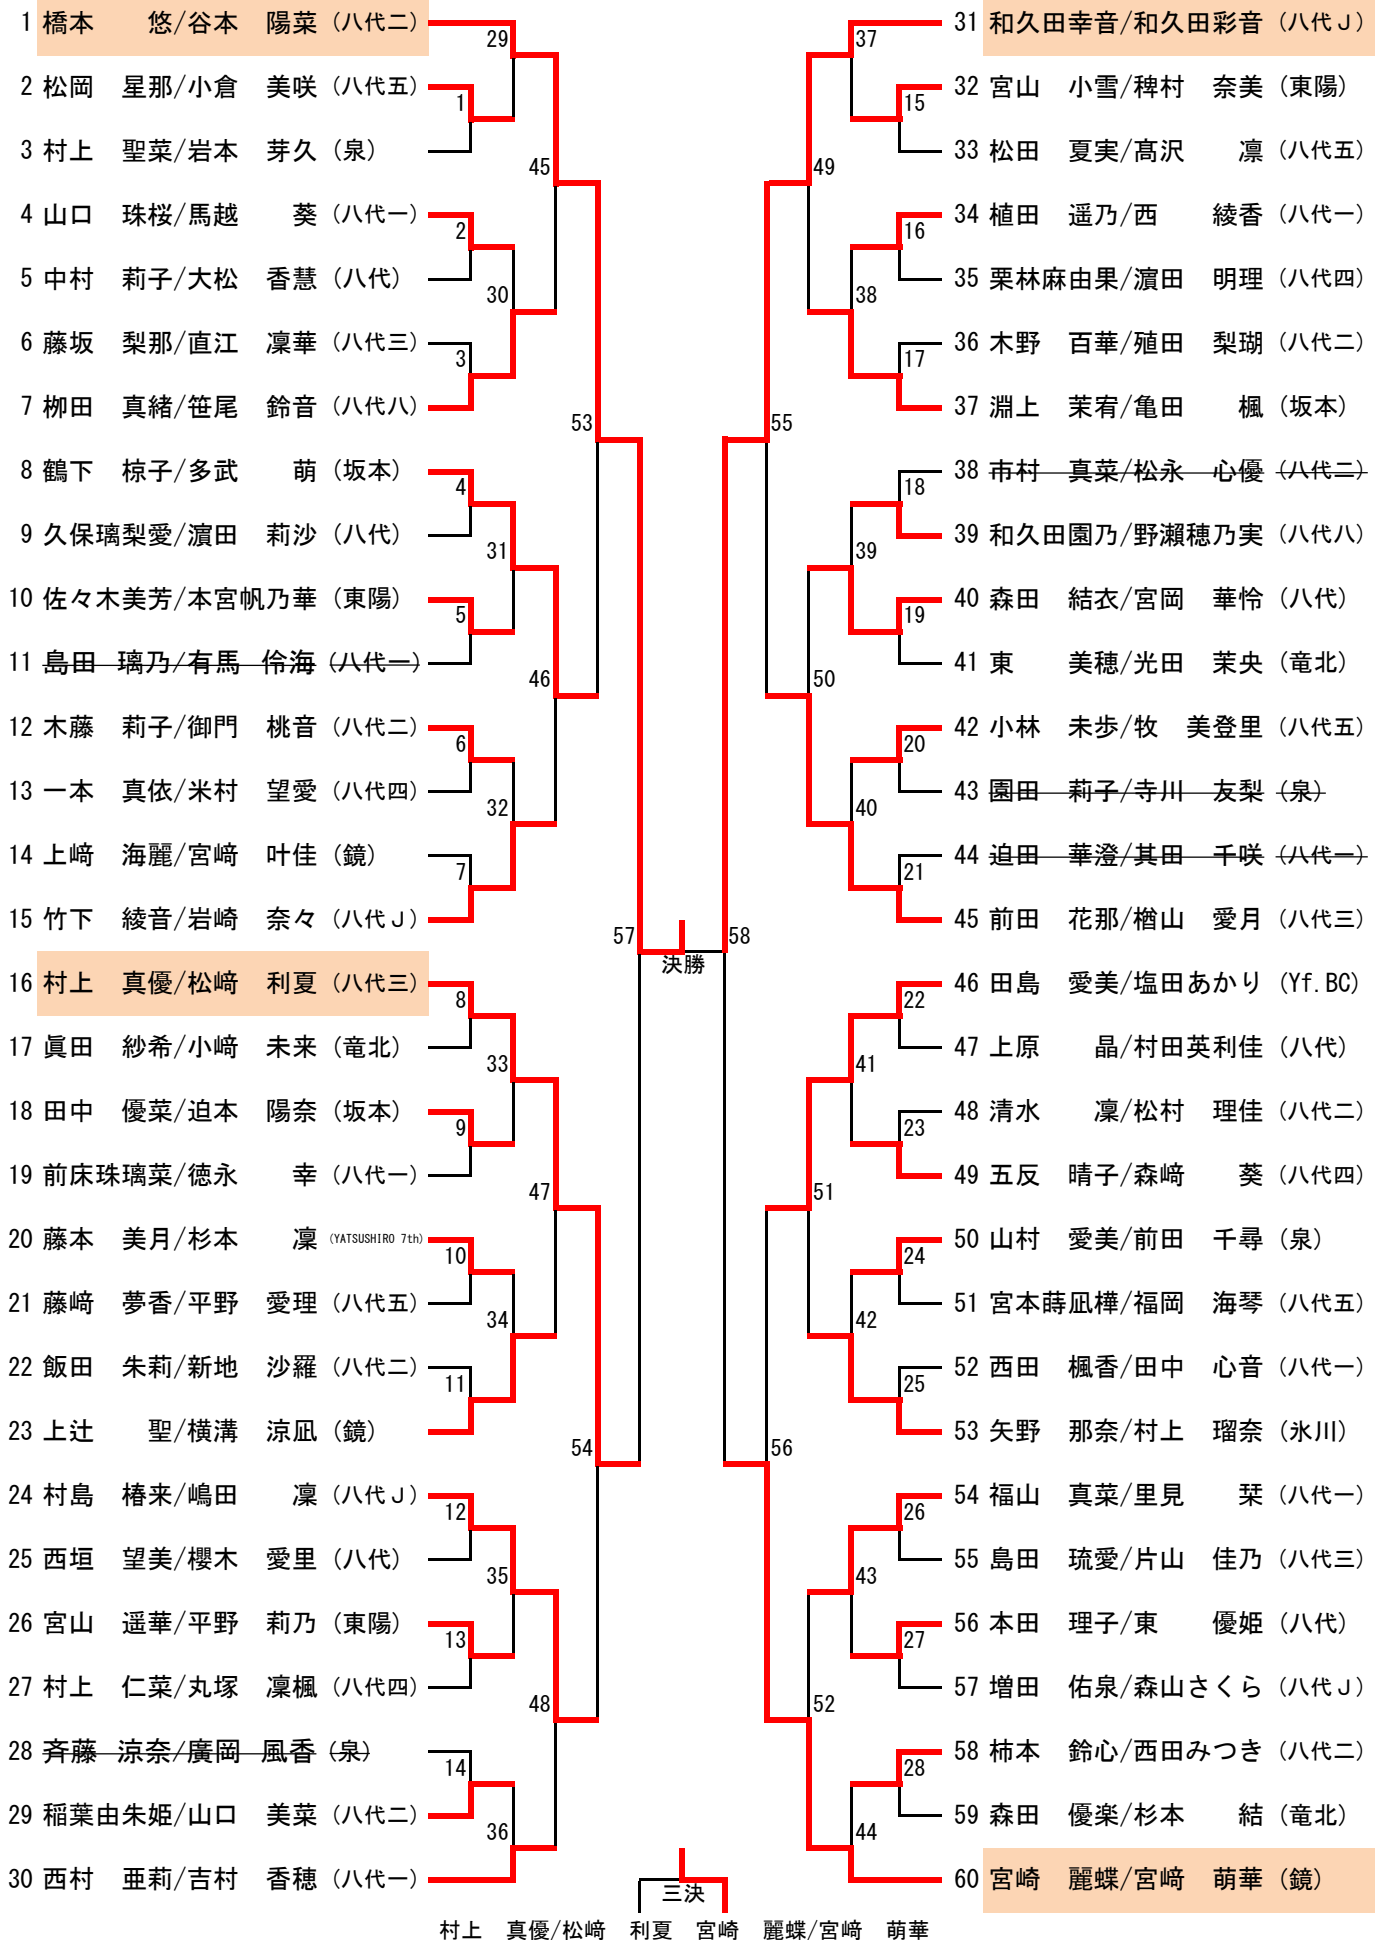 1 橋本　　悠/谷本　陽菜（八代二）
2 松岡　星那/小倉　美咲（八代五）
3 村上　聖菜/岩本　芽久（泉）
4 山口　珠桜/馬越　　葵（八代一）
5 中村　莉子/大松　香慧（八代）
6 藤坂　梨那/直江　凜華（八代三）
7 栁田　真緒/笹尾　鈴音（八代八）
8 鶴下　椋子/多武　　萌（坂本）
9 久保璃梨愛/濵田　莉沙（八代）
10 佐々木美芳/本宮帆乃華（東陽）
11 島田　璃乃/有馬　伶海（八代一）
12 木藤　莉子/御門　桃音（八代二）
13 一本　真依/米村　望愛（八代四）
14 上﨑　海麗/宮﨑　叶佳（鏡）
15 竹下　綾音/岩崎　奈々（八代Ｊ）
16 村上　真優/松﨑　利夏（八代三）
17 眞田　紗希/小﨑　未来（竜北）
18 田中　優菜/迫本　陽奈（坂本）
19 前床珠璃菜/徳永　　幸（八代一）
20 藤本　美月/杉本　　凜（YATSUSHIRO 7th）
21 藤﨑　夢香/平野　愛理（八代五）
22 飯田　朱莉/新地　沙羅（八代二）
23 上辻　　聖/横溝　涼凪（鏡）
24 村島　椿来/嶋田　　凜（八代Ｊ）
25 西垣　望美/櫻木　愛里（八代）
26 宮山　遥華/平野　莉乃（東陽）
27 村上　仁菜/丸塚　凜楓（八代四）
28 斉藤　涼奈/廣岡　風香（泉）
29 稲葉由朱姫/山口　美菜（八代二）
30 西村　亜莉/吉村　香穂（八代一）
29
1
45
2
30
3
53
4
31
5
46
6
32
7
57
8
33
9
47
10
34
11
54
12
35
13
48
14
36
決勝
三決
村上　真優/松﨑　利夏　宮崎　麗蝶/宮﨑　萌華
37
15
49
16
38
17
55
18
39
19
50
20
40
21
58
22
41
23
51
24
42
25
56
26
43
27
52
28
44
31 和久田幸音/和久田彩音（八代Ｊ）
32 宮山　小雪/稗村　奈美（東陽）
33 松田　夏実/髙沢　　凛（八代五）
34 植田　遥乃/西　　綾香（八代一）
35 栗林麻由果/濵田　明理（八代四）
36 木野　百華/殖田　梨瑚（八代二）
37 淵上　茉宥/亀田　　楓（坂本）
38 市村　真菜/松永　心優（八代二）
39 和久田園乃/野瀬穂乃実（八代八）
40 森田　結衣/宮岡　華怜（八代）
41 東　　美穂/光田　茉央（竜北）
42 小林　未歩/牧　美登里（八代五）
43 園田　莉子/寺川　友梨（泉）
44 迫田　華澄/其田　千咲（八代一）
45 前田　花那/楢山　愛月（八代三）
46 田島　愛美/塩田あかり（Yf.BC）
47 上原　　晶/村田英利佳（八代）
48 清水　　凜/松村　理佳（八代二）
49 五反　晴子/森﨑　　葵（八代四）
50 山村　愛美/前田　千尋（泉）
51 宮本蒔凪樺/福岡　海琴（八代五）
52 西田　楓香/田中　心音（八代一）
53 矢野　那奈/村上　瑠奈（氷川）
54 福山　真菜/里見　　栞（八代一）
55 島田　琉愛/片山　佳乃（八代三）
56 本田　理子/東　　優姫（八代）
57 増田　佑泉/森山さくら（八代Ｊ）
58 柿本　鈴心/西田みつき（八代二）
59 森田　優楽/杉本　　結（竜北）
60 宮崎　麗蝶/宮﨑　萌華（鏡）